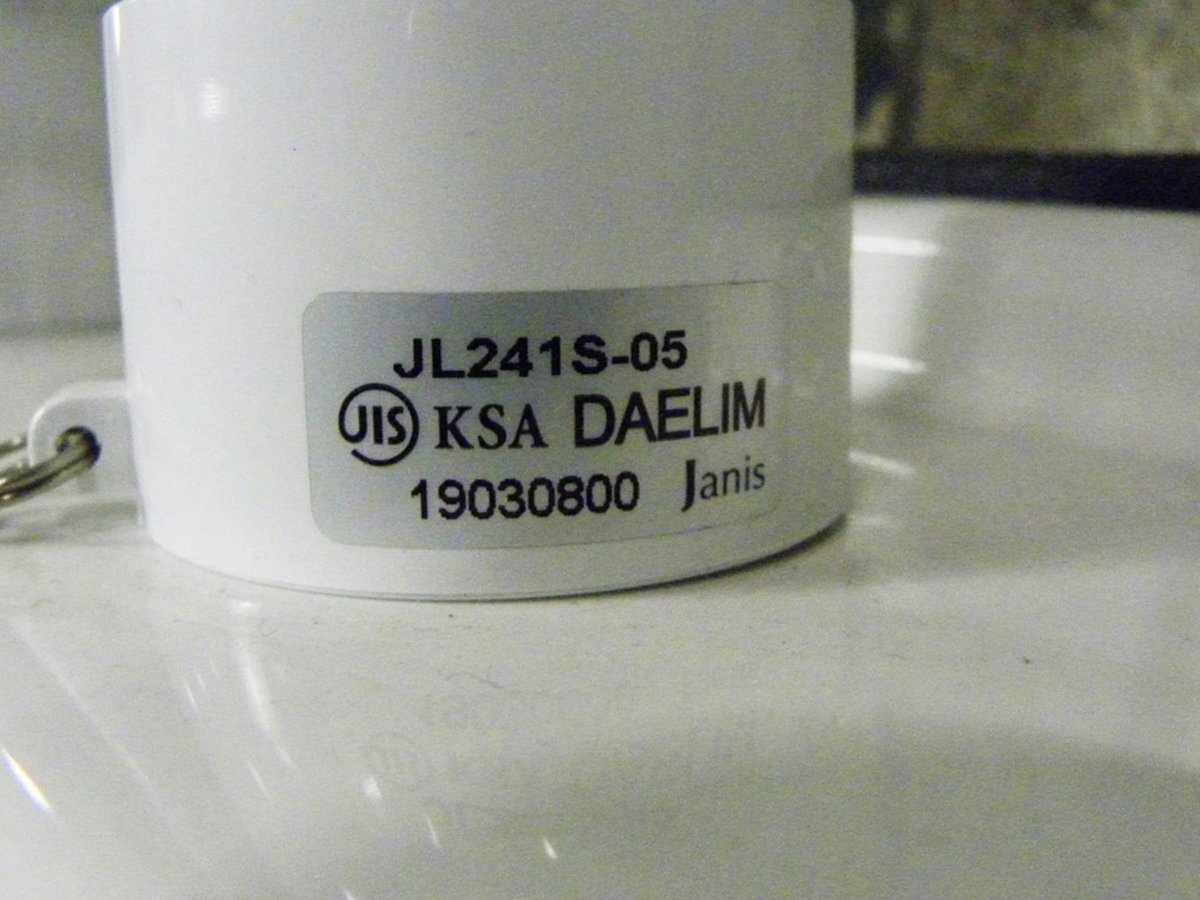 JL241S-05
JIS KSA DAELIM
19030800 Janis